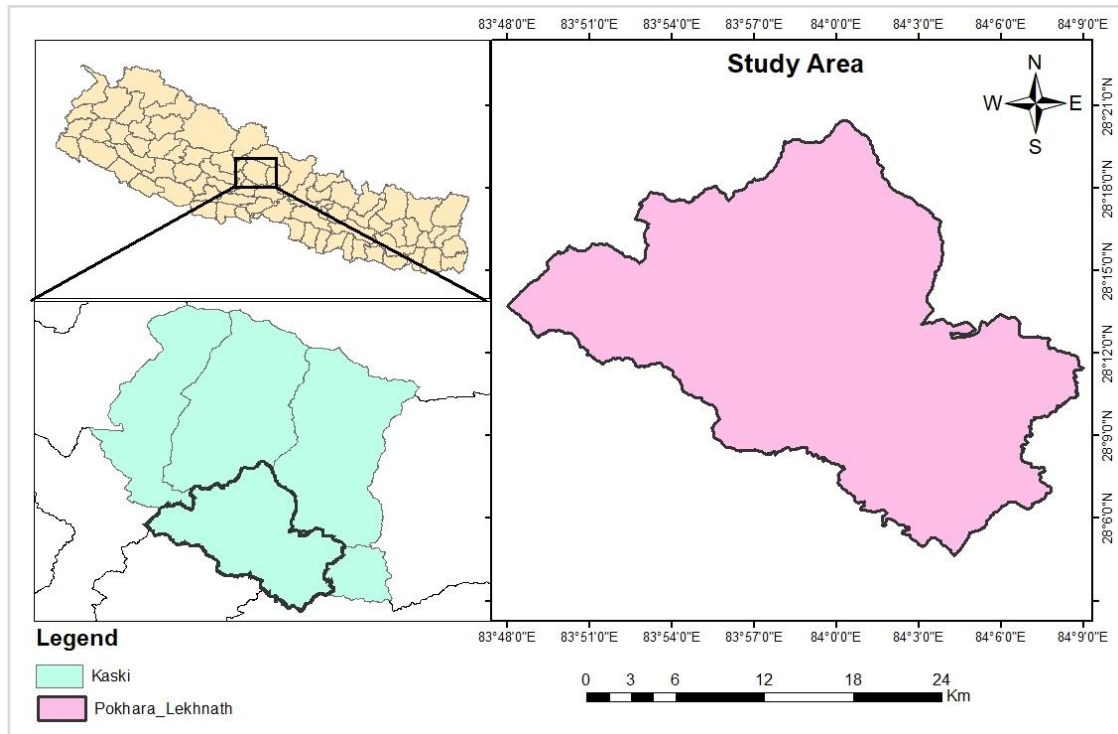 83°48'0"E 83°51'0"E 83°54'0"E 83°57'0"E 84°0'0"E 84°3'0"E 84°6'0"E 84°9'0"E
Study Area
N
W E
S
28°21'0"N
28°18'0"N
28°15'0"N
28°12'0"N
28°9'0"N
28°6'0"N
83°48'0"E 83°51'0"E 83°54'0"E 83°57'0"E 84°0'0"E 84°3'0"E 84°6'0"E 84°9'0"E
Legend
Kaski
Pokhara_Lekhnath
0 3 6 12 18 24
Km